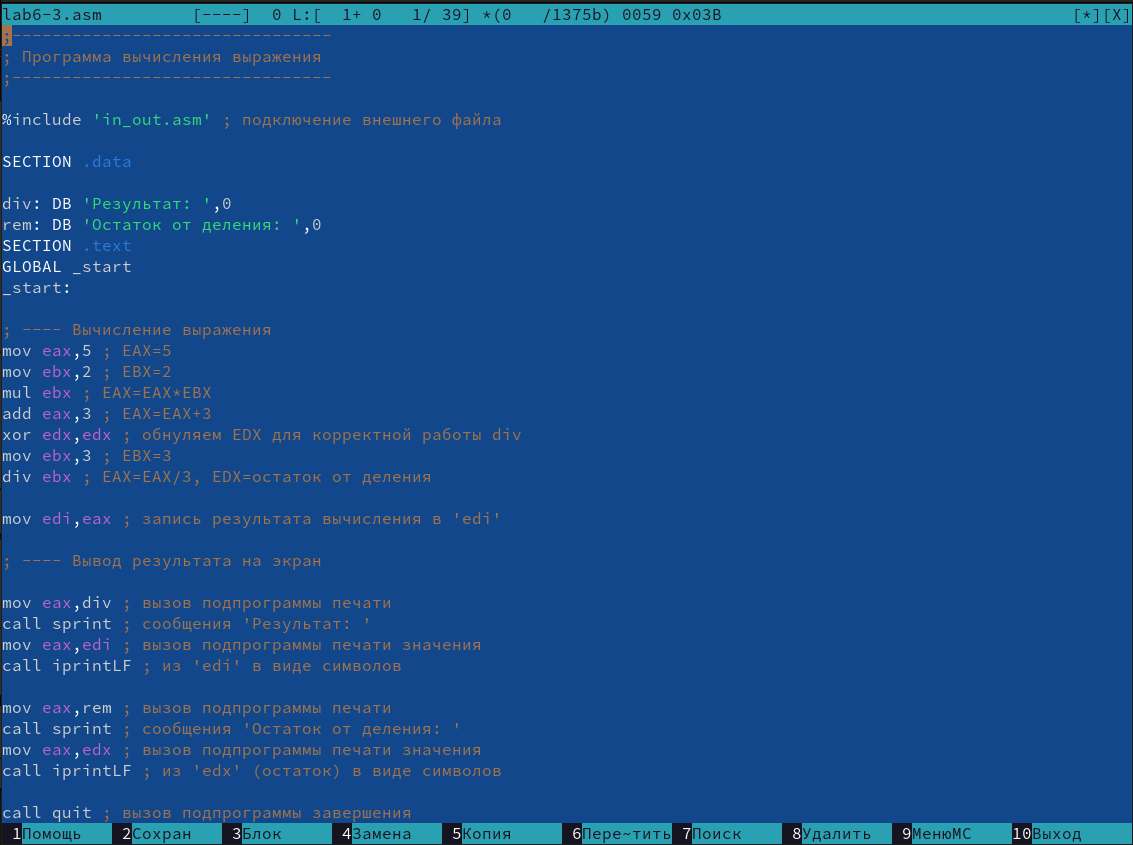 lab6-3.asm [----] 0 L:[ 1+ 0 1/ 39] *(0 /1375b) 0059 0x03B [*][X]
;--------------------------------
; Программа вычисления выражения
;--------------------------------
%include 'in_out.asm' ; подключение внешнего файла
SECTION .data
div: DB 'Результат: ',0
rem: DB 'Остаток от деления: ',0
SECTION .text
GLOBAL _start
_start:
; ---- Вычисление выражения
mov eax,5 ; EAX=5
mov ebx,2 ; EBX=2
mul ebx ; EAX=EAX*EBX
add eax,3 ; EAX=EAX+3
xor edx,edx ; обнуляем EDX для корректной работы div
mov ebx,3 ; EBX=3
div ebx ; EAX=EAX/3, EDX=остаток от деления
mov edi,eax ; запись результата вычисления в 'edi'
; ---- Вывод результата на экран
mov eax,div ; вызов подпрограммы печати
call sprint ; сообщения 'Результат: '
mov eax,edi ; вызов подпрограммы печати значения
call iprintLF ; из 'edi' в виде символов
mov eax,rem ; вызов подпрограммы печати
call sprint ; сообщения 'Остаток от деления: '
mov eax,edx ; вызов подпрограммы печати значения
call iprintLF ; из 'edx' (остаток) в виде символов
call quit ; вызов подпрограммы завершения
1Помощь 2Сохран 3Блок 4Замена 5Копия 6Пере~тить 7Поиск 8Удалить 9МенюMC 10Выход